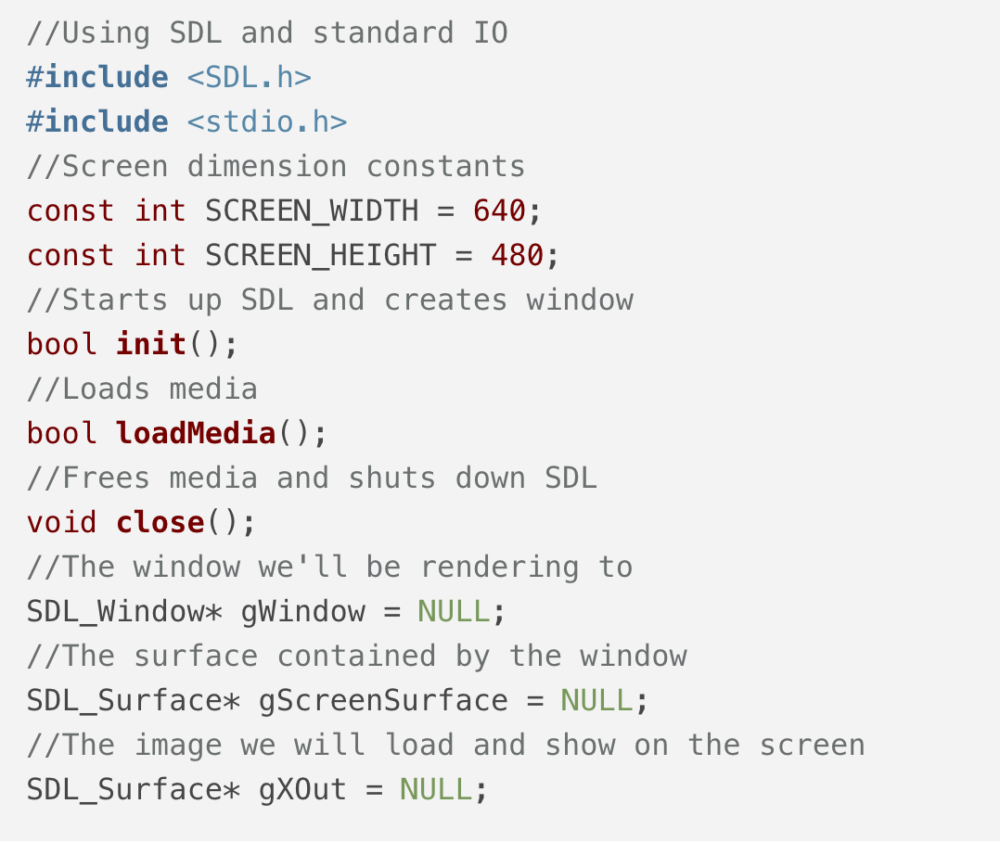 //Using SDL and standard IO
#include <SDL.h>
#include <stdio.h>
//Screen dimension constants
const int SCREEN_WIDTH = 640;
const int SCREEN_HEIGHT = 480;
//Starts up SDL and creates window
bool init();
//Loads media
bool loadMedia();
//Frees media and shuts down SDL
void close();
//The window we'll be rendering to
SDL_Window* gWindow = NULL;
//The surface contained by the window
SDL_Surface* gScreenSurface = NULL;
//The image we will load and show on the screen
SDL_Surface* gXOut = NULL;